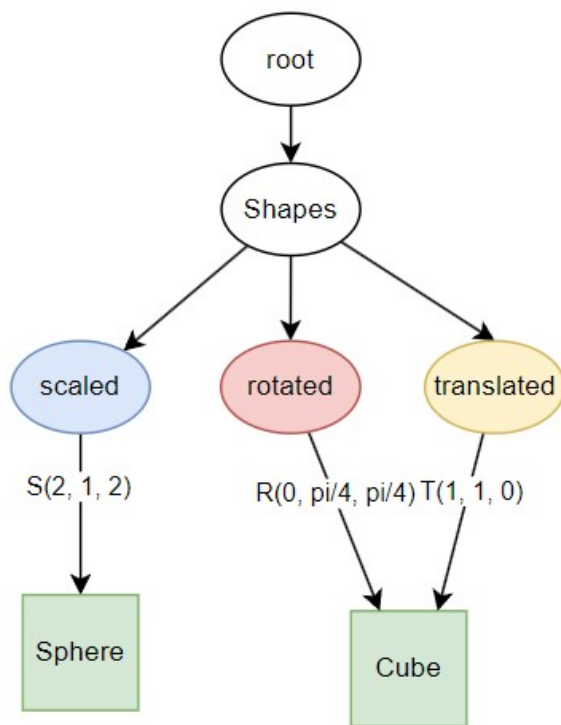 root
Shapes
scaled
rotated
translated
S(2, 1, 2)
R(0, pi/4, pi/4)
T(1, 1, 0)
Sphere
Cube